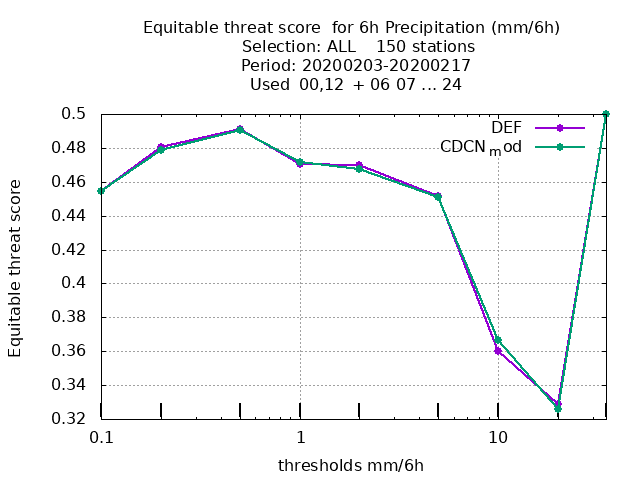 Equitable threat score for 6h Precipitation (mm/6h)
Selection: ALL 150 stations
Period: 20200203-20200217
Used 00,12 + 06 07 ... 24
DEF
CDCNmod
0.5
0.48
0.46
0.44
0.42
0.4
0.38
0.36
0.34
0.32
Equitable threat score
0.1 1 10
thresholds mm/6h